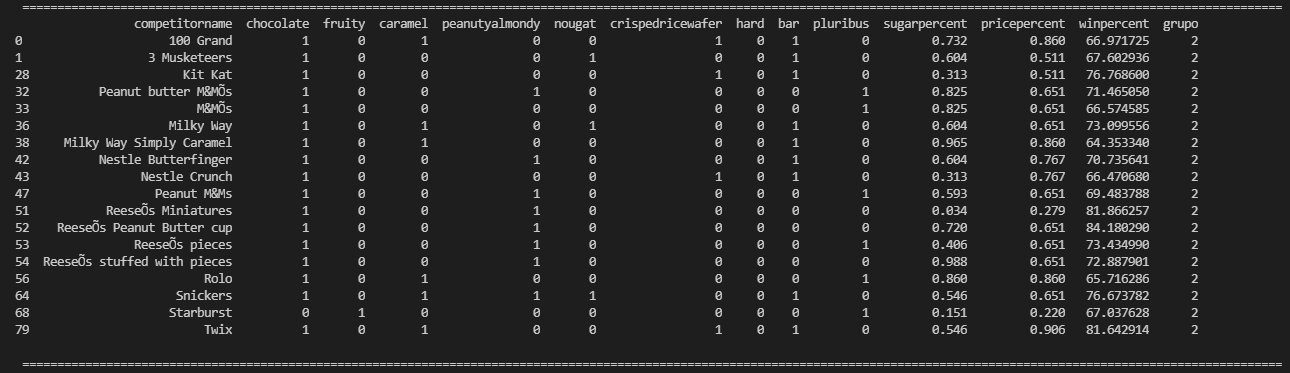 ====================================================================================================================================================================================
competitorname chocolate fruity caramel peanutyalmondy nougat crispedricewafer hard bar pluribus sugarpercent pricepercent winpercent grupo
0 100 Grand 1 0 1 0 0 1 0 1 0 0.732 0.860 66.971725 2
1 3 Musketeers 1 0 0 0 1 0 0 1 0 0.604 0.511 67.602936 2
28 Kit Kat 1 0 0 0 0 1 0 1 0 0.313 0.511 76.768600 2
32 Peanut butter M&MÕs 1 0 0 1 0 0 0 0 1 0.825 0.651 71.465050 2
33 M&MÕs 1 0 0 0 0 0 0 0 1 0.825 0.651 66.574585 2
36 Milky Way 1 0 1 0 1 0 0 1 0 0.604 0.651 73.099556 2
38 Milky Way Simply Caramel 1 0 1 0 0 0 0 1 0 0.965 0.860 64.353340 2
42 Nestle Butterfinger 1 0 0 1 0 0 0 1 0 0.604 0.767 70.735641 2
43 Nestle Crunch 1 0 0 0 0 1 0 1 0 0.313 0.767 66.470680 2
47 Peanut M&Ms 1 0 0 1 0 0 0 0 1 0.593 0.651 69.483788 2
51 ReeseÕs Miniatures 1 0 0 1 0 0 0 0 0 0.034 0.279 81.866257 2
52 ReeseÕs Peanut Butter cup 1 0 0 1 0 0 0 0 0 0.720 0.651 84.180290 2
53 ReeseÕs pieces 1 0 0 1 0 0 0 0 1 0.406 0.651 73.434990 2
54 ReeseÕs stuffed with pieces 1 0 0 1 0 0 0 0 0 0.988 0.651 72.887901 2
56 Rolo 1 0 1 0 0 0 0 0 1 0.860 0.860 65.716286 2
64 Snickers 1 0 1 1 1 0 0 1 0 0.546 0.651 76.673782 2
68 Starburst 0 1 0 0 0 0 0 0 1 0.151 0.220 67.037628 2
79 Twix 1 0 1 0 0 1 0 1 0 0.546 0.906 81.642914 2
====================================================================================================================================================================================